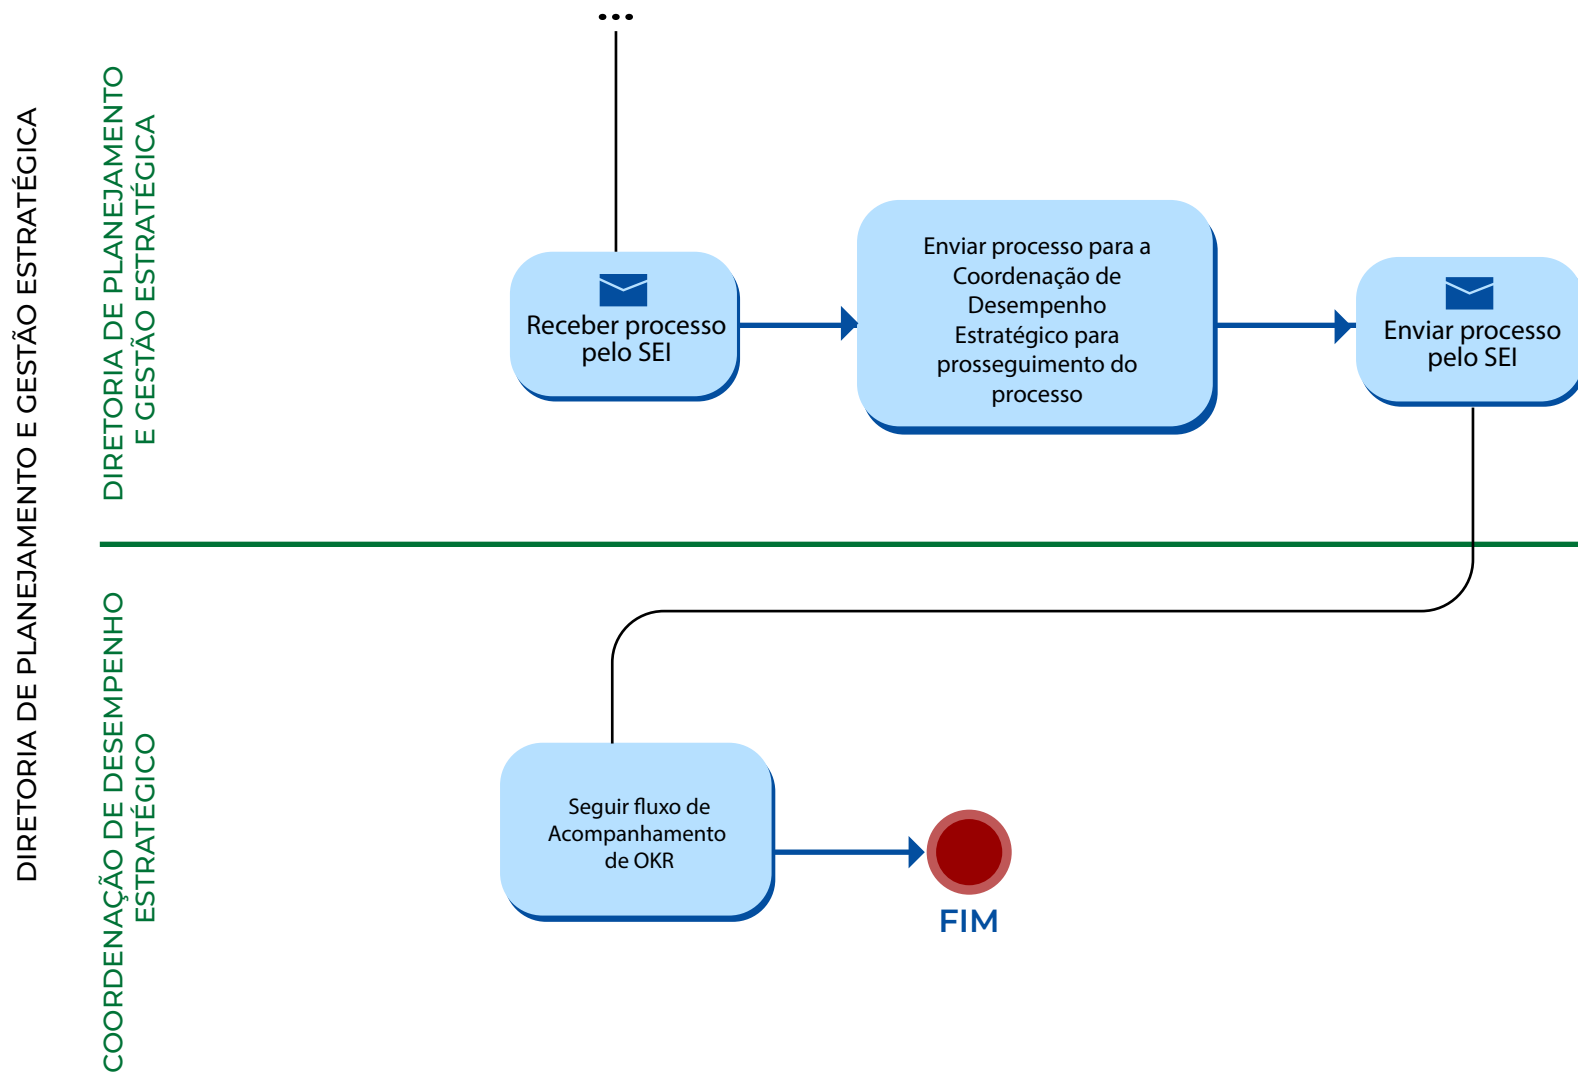 ...
DIRETORIA DE PLANEJAMENTO E GESTÃO ESTRATÉGICA
DIRETORIA DE PLANEJAMENTO
E GESTÃO ESTRATÉGICA
Receber processo
pelo SEI
Enviar processo para a
Coordenação de
Desempenho
Estratégico para
prosseguimento do
processo
Enviar processo
pelo SEI
COORDENAÇÃO DE DESEMPENHO
ESTRATÉGICO
Seguir fluxo de
Acompanhamento
de OKR
FIM